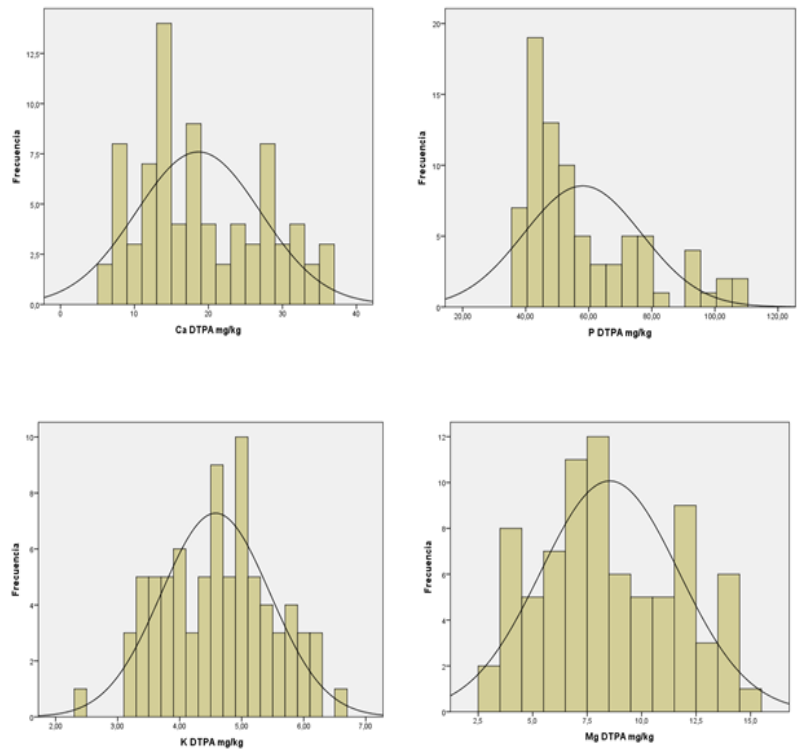 Frecuencia
12,5
10,0
7,5
5,0
2,5
0,0
0 10 20 30 40
Ca DTPA mg/kg
Frecuencia
20
15
10
5
0
20,00 40,00 60,00 80,00 100,00 120,00
P DTPA mg/kg
Frecuencia
10
8
6
4
2
0
2,00 3,00 4,00 5,00 6,00 7,00
K DTPA mg/kg
Frecuencia
12
10
8
6
4
2
0
2,5 5,0 7,5 10,0 12,5 15,0
Mg DTPA mg/kg